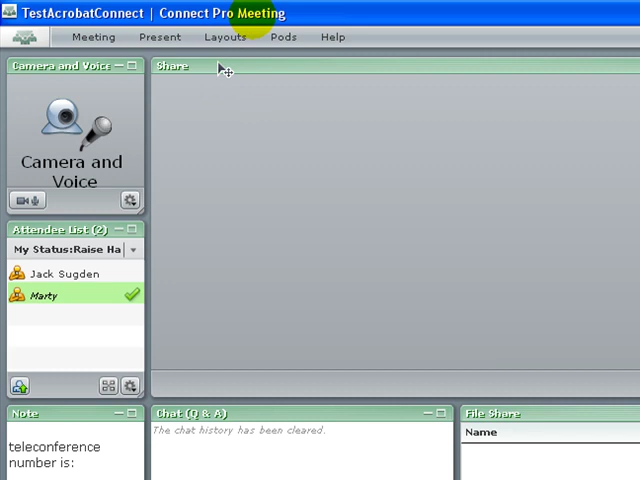 TestAcrobatConnect | Connect Pro Meeting
Meeting Present Layouts Pods Help
Camera and Voice
Share
Camera and
Voice
Attendee List (2)
My Status:Raise Ha
Jack Sugden
Marty
Note
Chat (Q & A)
File Share
teleconference
number is:
The chat history has been cleared.
Name